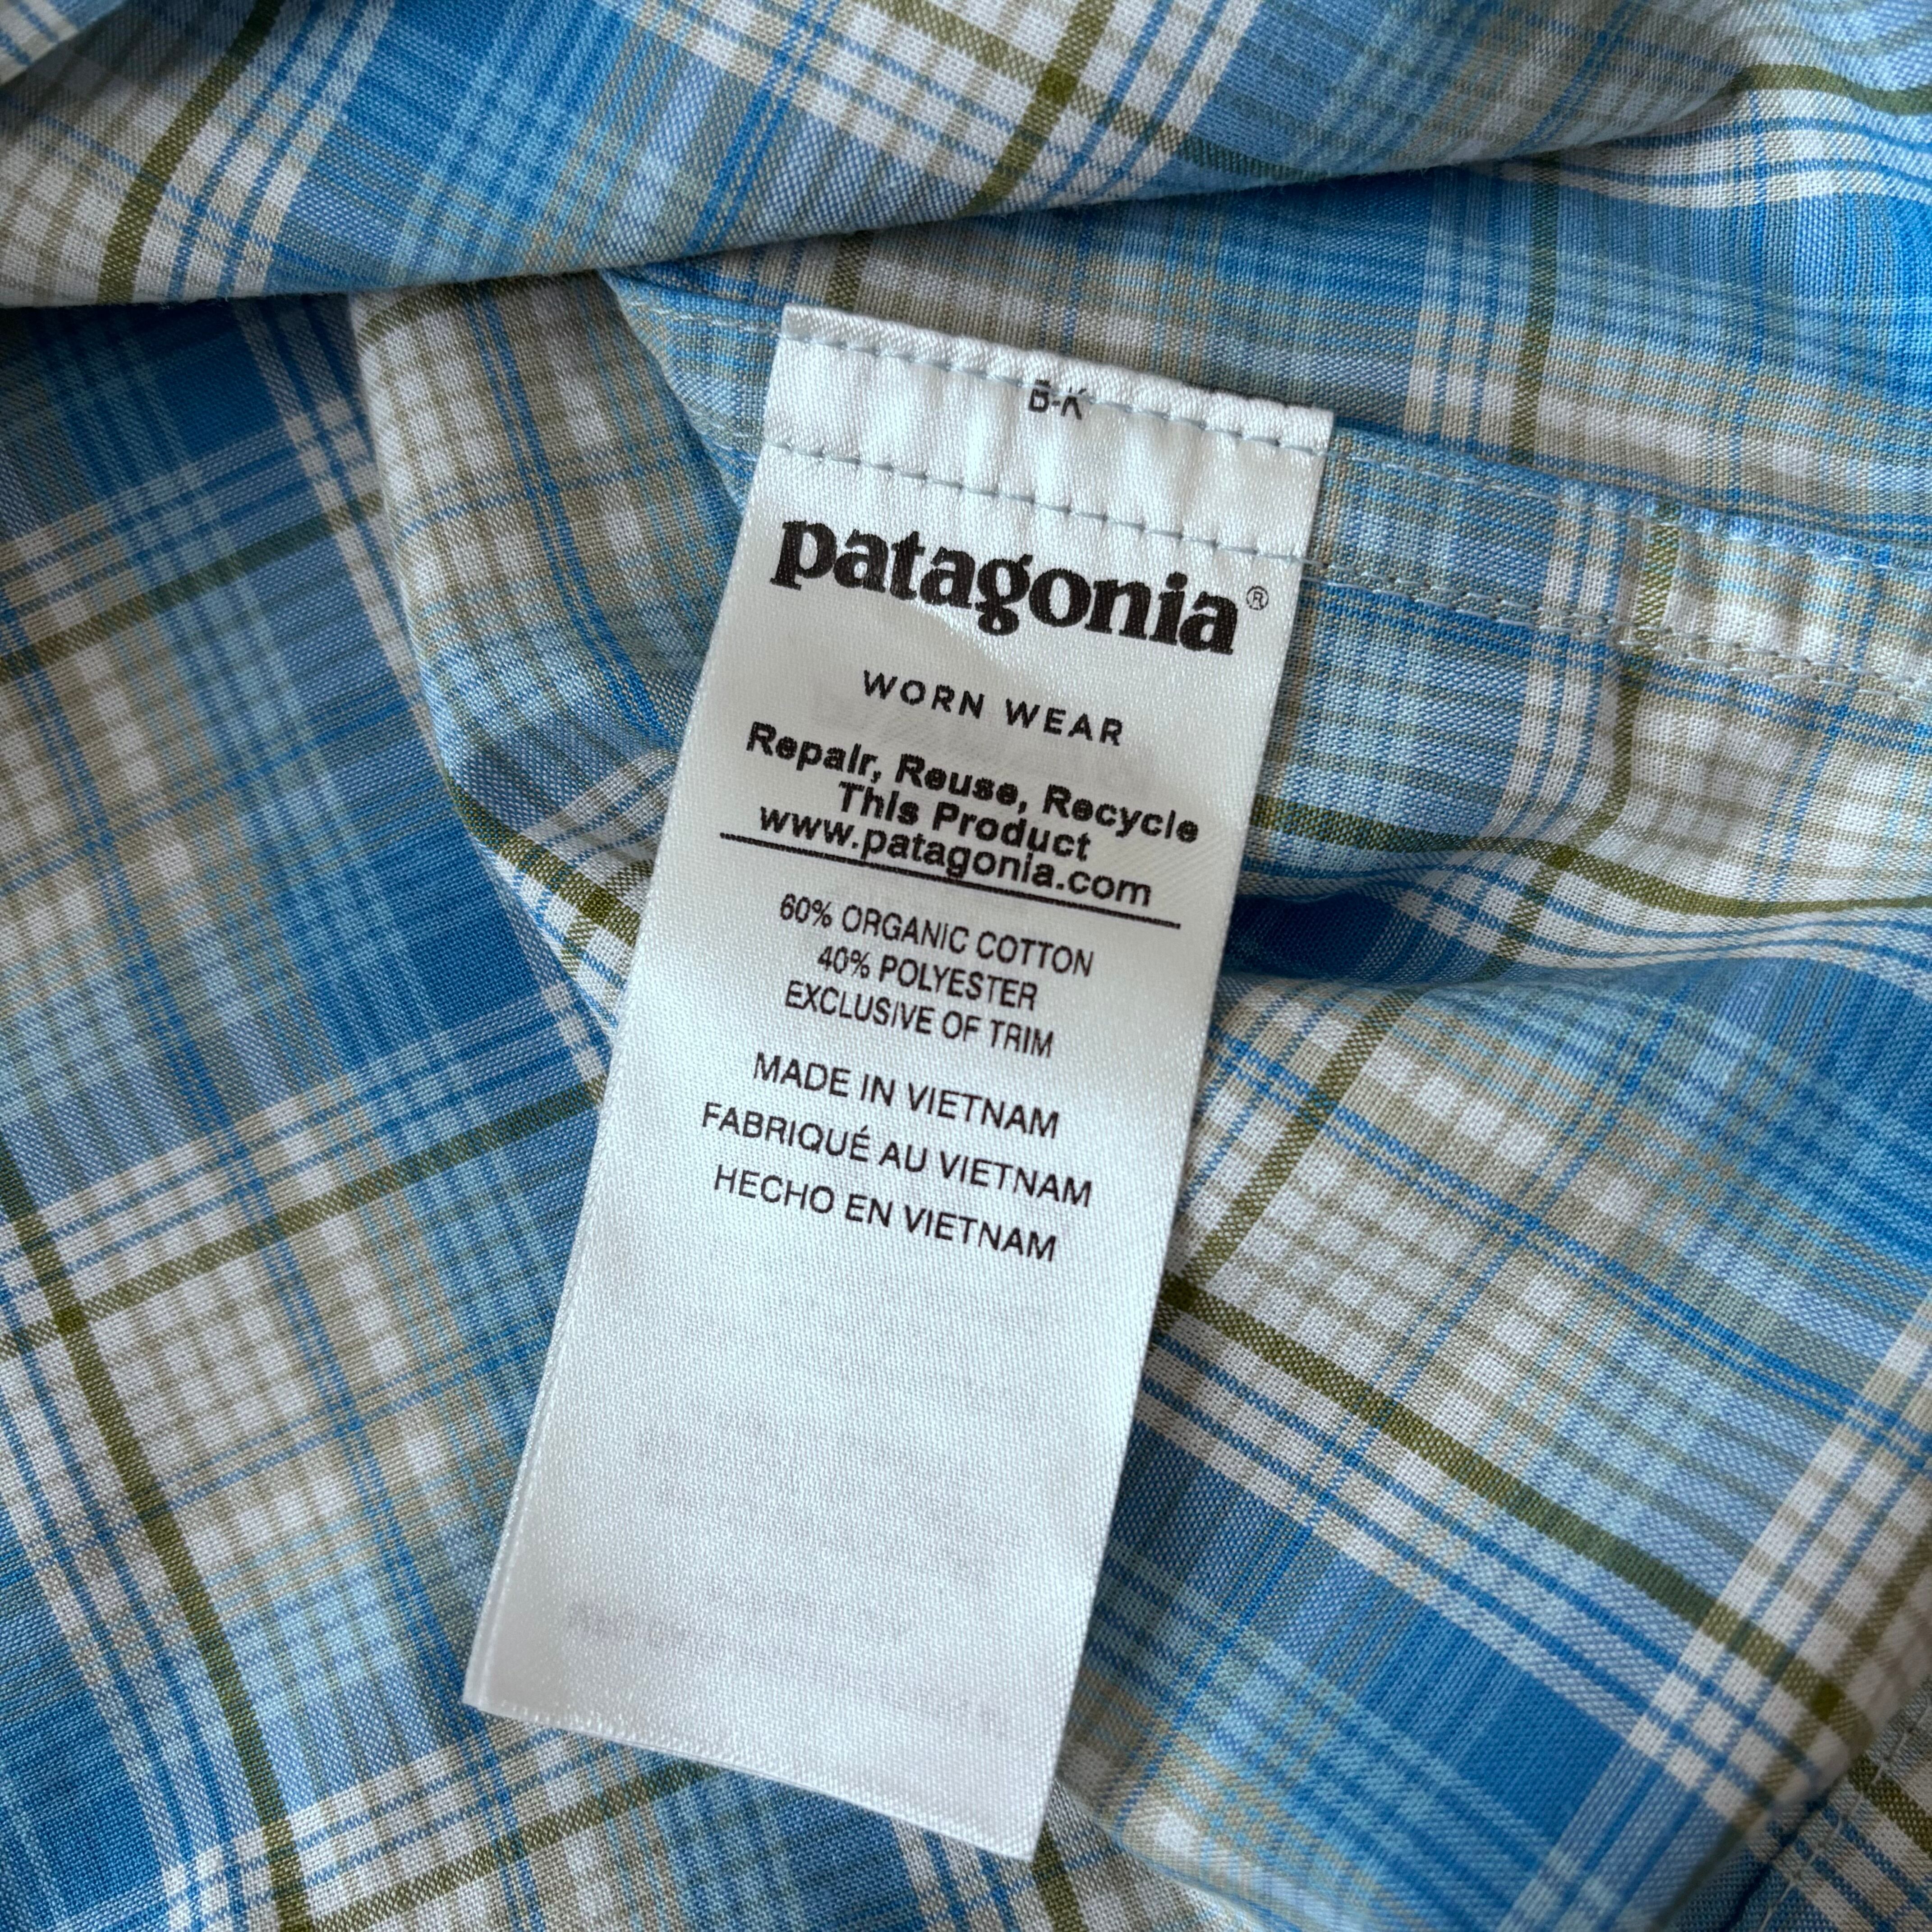 B-K
patagonia®
WORN WEAR
Repair, Reuse, Recycle
This Product
www.patagonia.com
60% ORGANIC COTTON
40% POLYESTER
EXCLUSIVE OF TRIM
MADE IN VIETNAM
FABRIQUÉ AU VIETNAM
HECHO EN VIETNAM